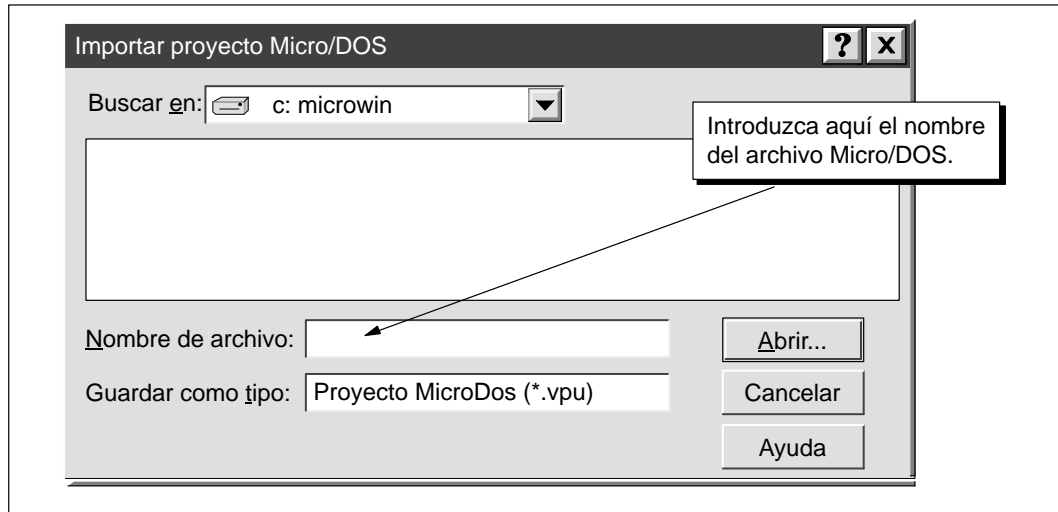 Importar proyecto Micro/DOS
? X
Buscar en: c: microwin
Introduzca aquí el nombre
del archivo Micro/DOS.
Nombre de archivo:
Abrir...
Guardar como tipo: Proyecto MicroDos (*.vpu)
Cancelar
Ayuda